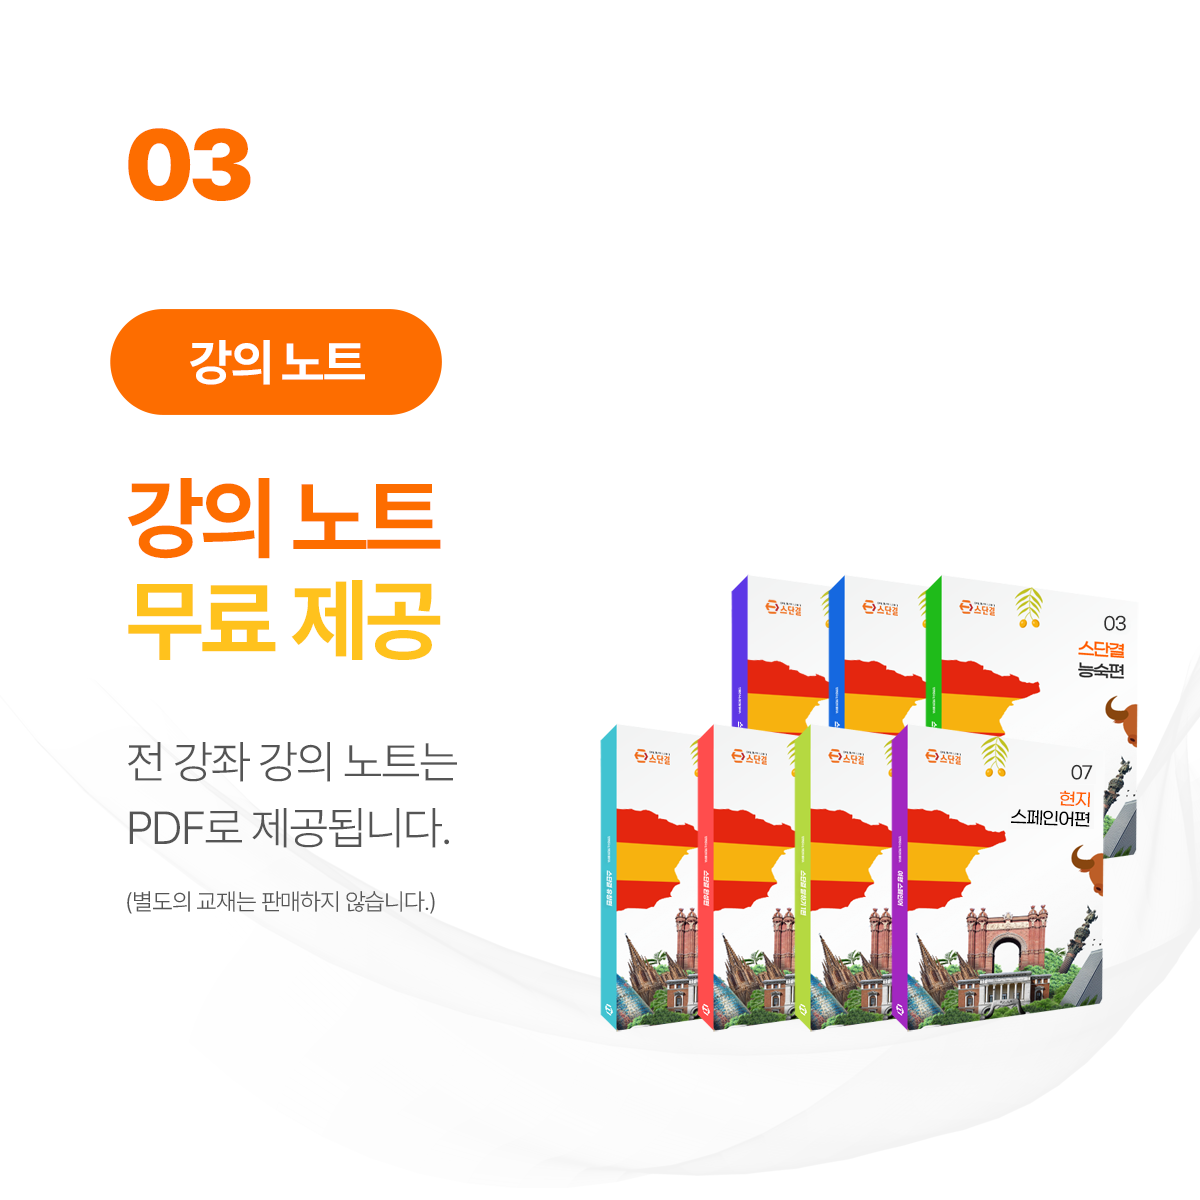 03
강의 노트
강의 노트
무료 제공
전 강좌 강의 노트는
PDF로 제공됩니다.
(별도의 교재는 판매하지 않습니다.)
스단결
스단결
스단결
03
스단결
능숙편
스단결
스단결
스단결
스단결
07
현지
스페인어편